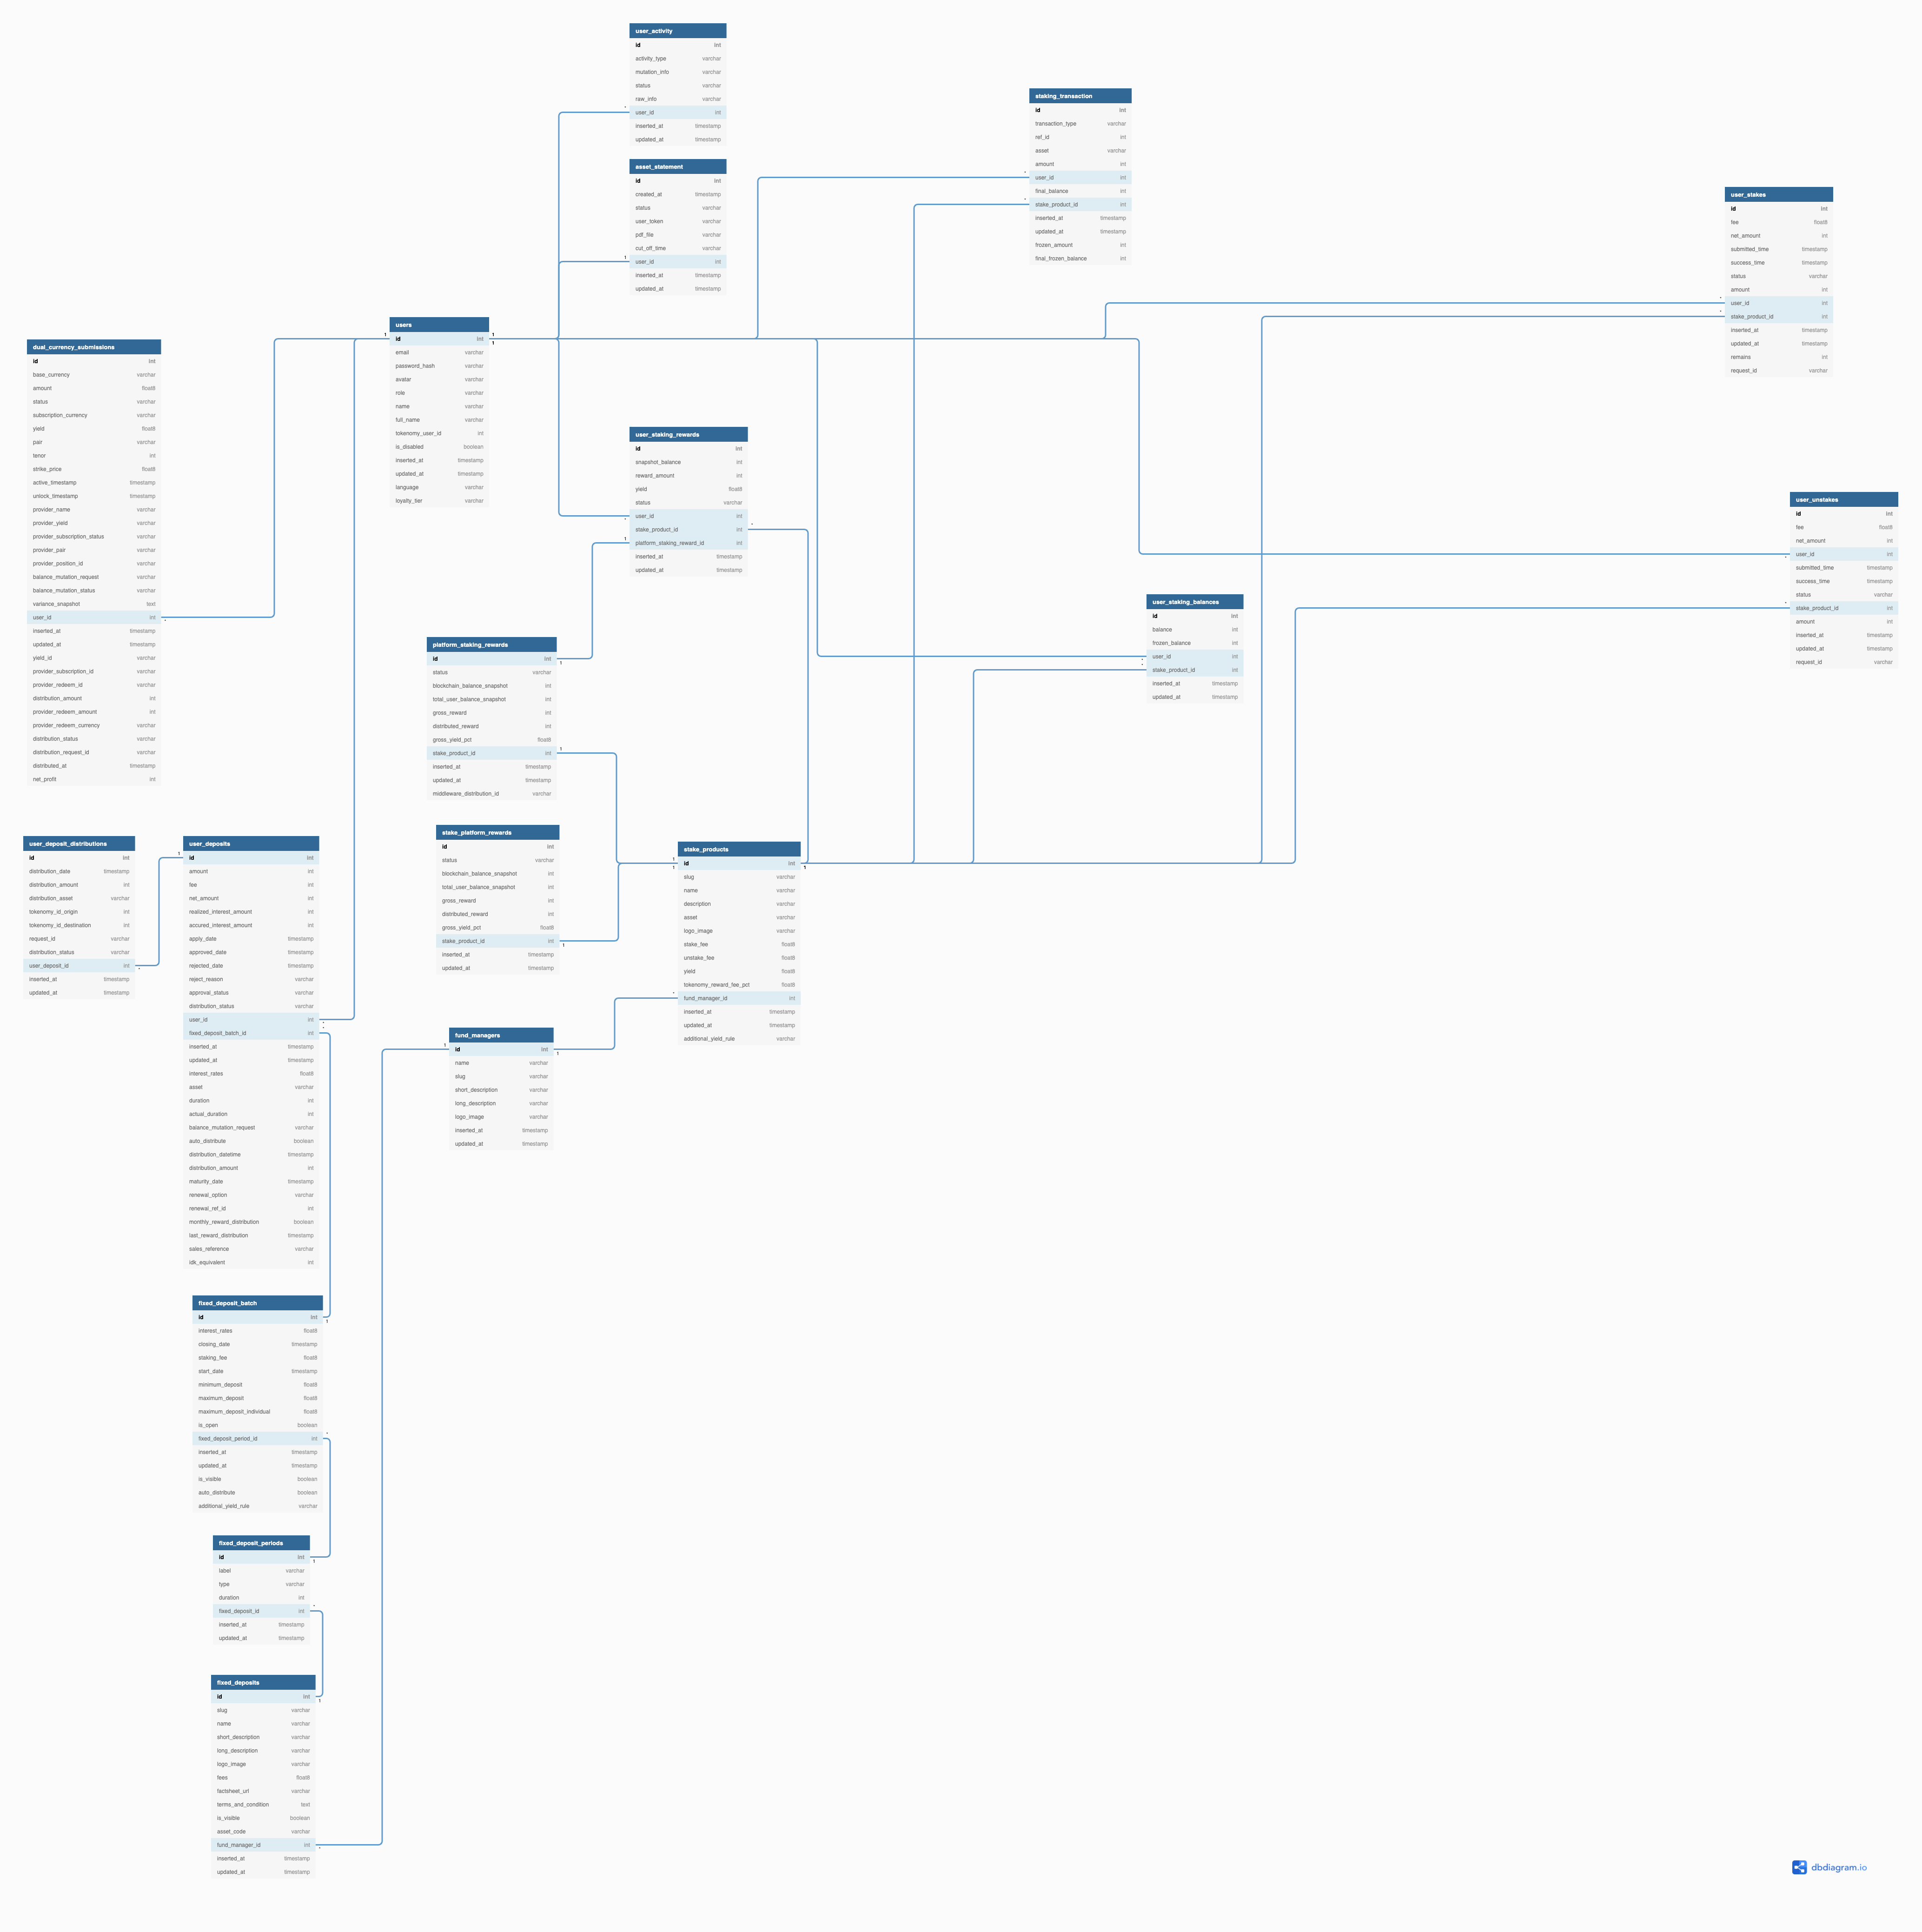 user_activity
id int
activity_type varchar
mutation_info varchar
status varchar
raw_info varchar
* user_id int
inserted_at timestamp
updated_at timestamp
asset_statement
id int
created_at timestamp
status varchar
user_token varchar
pdf_file varchar
cut_off_time varchar
1 user_id int
inserted_at timestamp
updated_at timestamp
staking_transaction
id int
transaction_type varchar
ref_id int
asset varchar
amount int
* user_id int
final_balance int
* stake_product_id int
inserted_at timestamp
updated_at timestamp
frozen_amount int
final_frozen_balance int
user_stakes
id int
fee float8
net_amount int
submitted_time timestamp
success_time timestamp
status varchar
amount int
* user_id int
* stake_product_id int
inserted_at timestamp
updated_at timestamp
remains int
request_id varchar
users
1 id int 1
1
email varchar
password_hash varchar
avatar varchar
role varchar
name varchar
full_name varchar
tokenomy_user_id int
is_disabled boolean
inserted_at timestamp
updated_at timestamp
language varchar
loyalty_tier varchar
dual_currency_submissions
id int
base_currency varchar
amount float8
status varchar
subscription_currency varchar
yield float8
pair varchar
tenor int
strike_price float8
active_timestamp timestamp
unlock_timestamp timestamp
provider_name varchar
provider_yield varchar
provider_subscription_status varchar
provider_pair varchar
provider_position_id varchar
balance_mutation_request varchar
balance_mutation_status varchar
variance_snapshot text
user_id int *
inserted_at timestamp
updated_at timestamp
yield_id varchar
provider_subscription_id varchar
provider_redeem_id varchar
distribution_amount int
provider_redeem_amount int
provider_redeem_currency varchar
distribution_status varchar
distribution_request_id varchar
distributed_at timestamp
net_profit int
user_staking_rewards
id int
snapshot_balance int
reward_amount int
yield float8
status varchar
* user_id int
stake_product_id int *
1 platform_staking_reward_id int
inserted_at timestamp
updated_at timestamp
user_unstakes
id int
fee float8
net_amount int
* user_id int
submitted_time timestamp
success_time timestamp
status varchar
* stake_product_id int
amount int
inserted_at timestamp
updated_at timestamp
request_id varchar
user_staking_balances
id int
balance int
frozen_balance int
* user_id int
* stake_product_id int
inserted_at timestamp
updated_at timestamp
platform_staking_rewards
id int 1
status varchar
blockchain_balance_snapshot int
total_user_balance_snapshot int
gross_reward int
distributed_reward int
gross_yield_pct float8
stake_product_id int 1
inserted_at timestamp
updated_at timestamp
middleware_distribution_id varchar
stake_platform_rewards
id int
status varchar
blockchain_balance_snapshot int
total_user_balance_snapshot int
gross_reward int
distributed_reward int
gross_yield_pct float8
stake_product_id int 1
inserted_at timestamp
updated_at timestamp
stake_products
1 id int 1
1
slug varchar
name varchar
description varchar
asset varchar
logo_image varchar
stake_fee float8
unstake_fee float8
yield float8
tokenomy_reward_fee_pct float8
* fund_manager_id int
inserted_at timestamp
updated_at timestamp
additional_yield_rule varchar
user_deposit_distributions
id int
distribution_date timestamp
distribution_amount int
distribution_asset varchar
tokenomy_id_origin int
tokenomy_id_destination int
request_id varchar
distribution_status varchar
user_deposit_id int *
inserted_at timestamp
updated_at timestamp
user_deposits
1 id int
amount int
fee int
net_amount int
realized_interest_amount int
accured_interest_amount int
apply_date timestamp
approved_date timestamp
rejected_date timestamp
reject_reason varchar
approval_status varchar
distribution_status varchar
user_id int *
fixed_deposit_batch_id int *
inserted_at timestamp
updated_at timestamp
interest_rates float8
asset varchar
duration int
actual_duration int
balance_mutation_request varchar
auto_distribute boolean
distribution_datetime timestamp
distribution_amount int
maturity_date timestamp
renewal_option varchar
renewal_ref_id int
monthly_reward_distribution boolean
last_reward_distribution timestamp
sales_reference varchar
idk_equivalent int
fund_managers
1 id int 1
name varchar
slug varchar
short_description varchar
long_description varchar
logo_image varchar
inserted_at timestamp
updated_at timestamp
fixed_deposit_batch
id int 1
interest_rates float8
closing_date timestamp
staking_fee float8
start_date timestamp
minimum_deposit float8
maximum_deposit float8
maximum_deposit_individual float8
is_open boolean
fixed_deposit_period_id int *
inserted_at timestamp
updated_at timestamp
is_visible boolean
auto_distribute boolean
additional_yield_rule varchar
fixed_deposit_periods
id int 1
label varchar
type varchar
duration int
fixed_deposit_id int *
inserted_at timestamp
updated_at timestamp
fixed_deposits
id int 1
slug varchar
name varchar
short_description varchar
long_description varchar
logo_image varchar
fees float8
factsheet_url varchar
terms_and_condition text
is_visible boolean
asset_code varchar
fund_manager_id int *
inserted_at timestamp
updated_at timestamp
dbdiagram.io